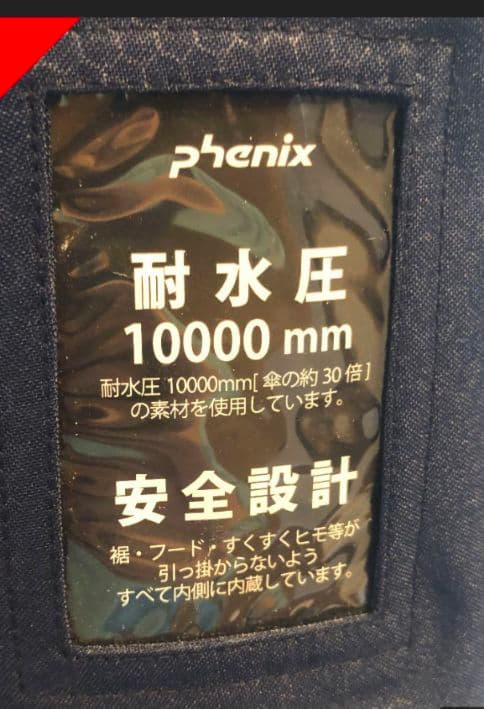 phenix
耐水圧
10000 mm
耐水圧 10000mm[ 傘の約 30 倍 ]
の素材を使用しています。
安全設計
裾・フード・すくすくヒモ等が
引っ掛からないよう
すべて内側に内蔵しています。